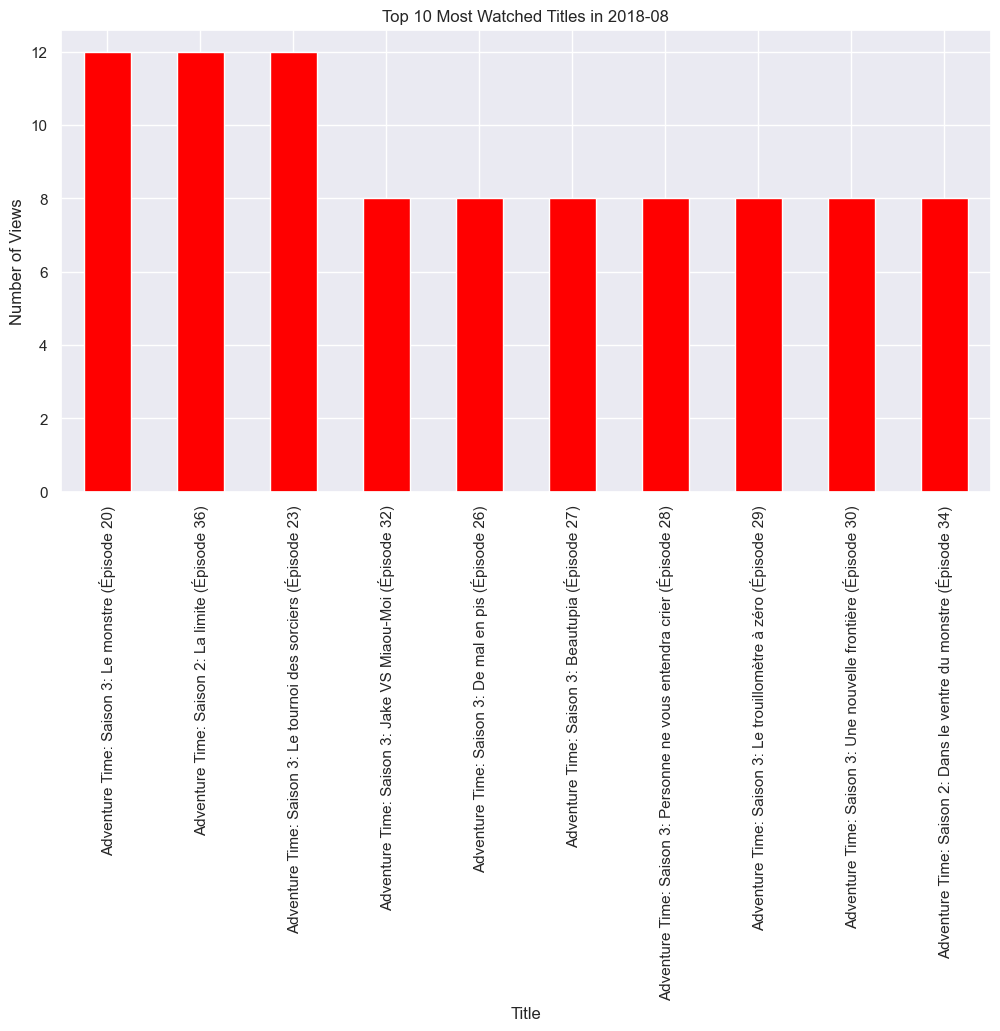 Top 10 Most Watched Titles in 2018-08
Number of Views
12
10
8
6
4
2
0
Adventure Time: Saison 3: Le monstre (Épisode 20)
Adventure Time: Saison 2: La limite (Épisode 36)
Adventure Time: Saison 3: Le tournoi des sorciers (Épisode 23)
Adventure Time: Saison 3: Jake VS Miaou-Moi (Épisode 32)
Adventure Time: Saison 3: De mal en pis (Épisode 26)
Adventure Time: Saison 3: Beautupia (Épisode 27)
Adventure Time: Saison 3: Personne ne vous entendra crier (Épisode 28)
Adventure Time: Saison 3: Le trouillomètre à zéro (Épisode 29)
Adventure Time: Saison 3: Une nouvelle frontière (Épisode 30)
Adventure Time: Saison 2: Dans le ventre du monstre (Épisode 34)
Title